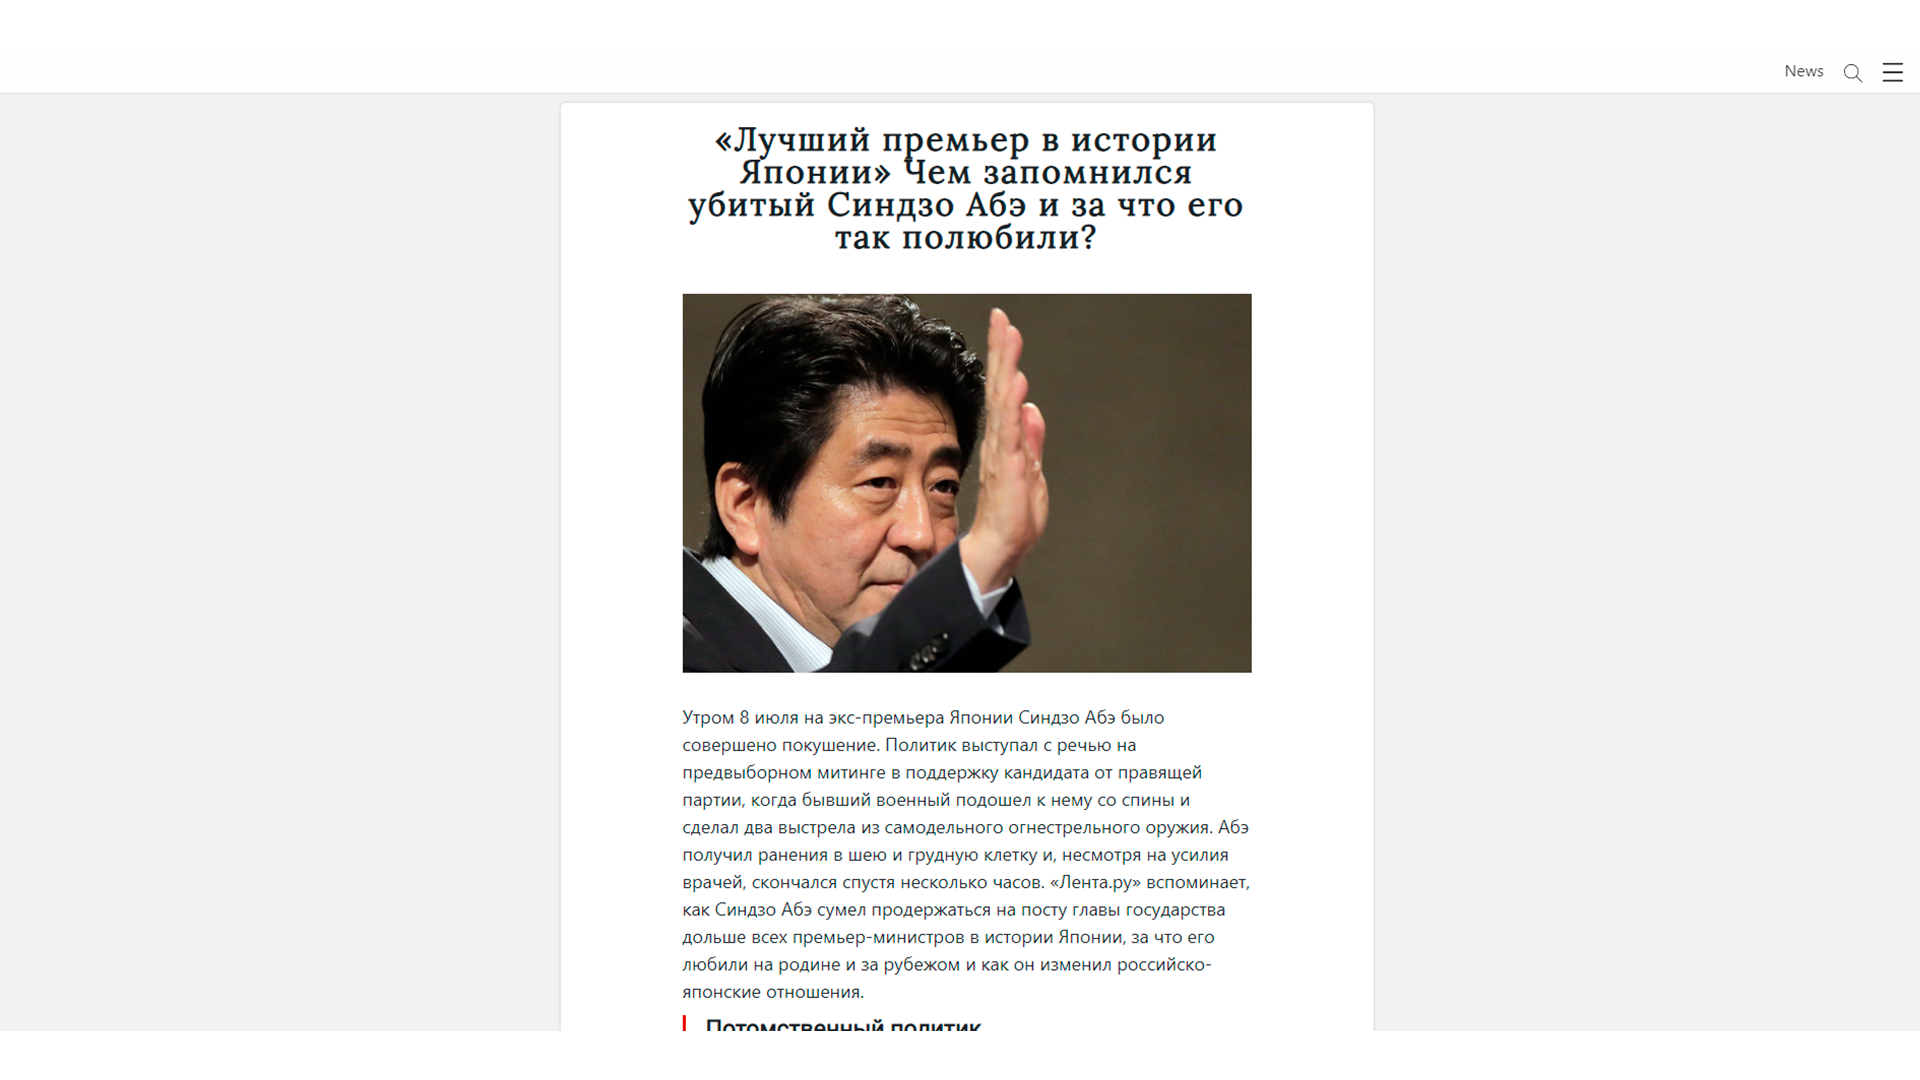 News
«Лучший премьер в истории
Японии» Чем запомнился
убитый Синдзо Абэ и за что его
так полюбили?
Утром 8 июля на экс-премьера Японии Синдзо Абэ было
совершено покушение. Политик выступал с речью на
предвыборном митинге в поддержку кандидата от правящей
партии, когда бывший военный подошел к нему со спины и
сделал два выстрела из самодельного огнестрельного оружия. Абэ
получил ранения в шею и грудную клетку и, несмотря на усилия
врачей, скончался спустя несколько часов. «Лента.ру» вспоминает,
как Синдзо Абэ сумел продержаться на посту главы государства
дольше всех премьер-министров в истории Японии, за что его
любили на родине и за рубежом и как он изменил российско-
японские отношения.
Потомственный политик